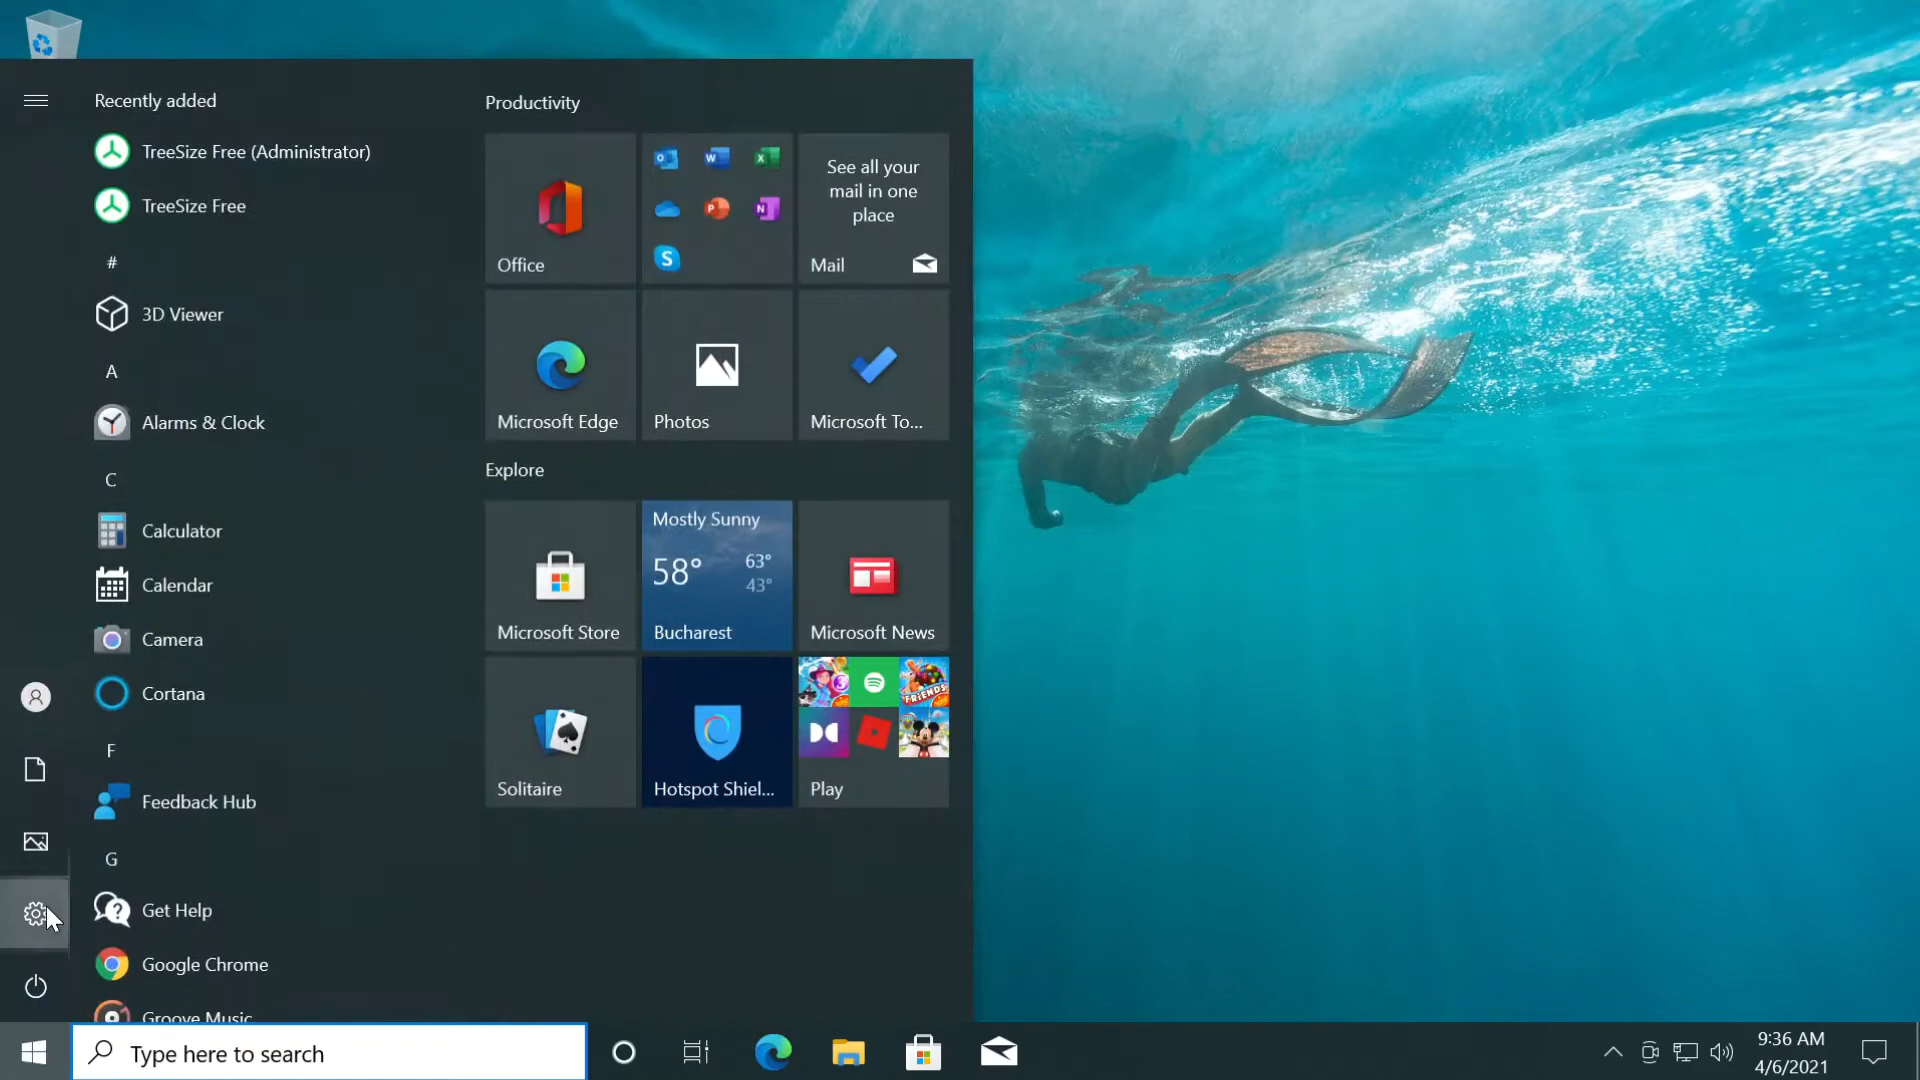 Recently added
TreeSize Free (Administrator)
TreeSize Free
#
3D Viewer
A
Alarms & Clock
C
Calculator
Calendar
Camera
Cortana
F
Feedback Hub
G
Get Help
Google Chrome
Groove Music
Productivity
Office
See all your
mail in one
place
Mail
Microsoft Edge
Photos
Microsoft To...
Explore
Microsoft Store
Mostly Sunny
58°
63°
43°
Bucharest
Microsoft News
Solitaire
Hotspot Shiel...
FRIENDS
Play
Type here to search
9:36 AM
4/6/2021